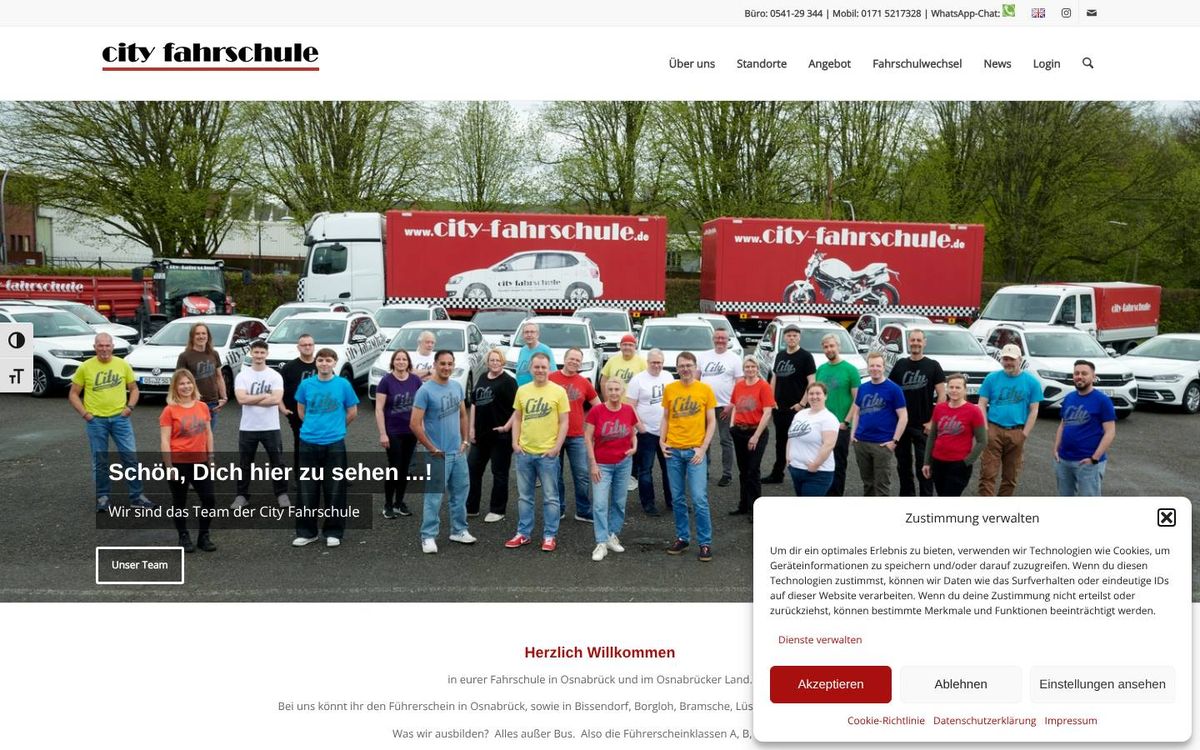 Büro: 0541-29 344 | Mobil: 0171 5217328 | WhatsApp-Chat:
city fahrschule
Über uns
Standorte
Angebot
Fahrschulwechsel
News
Login
www.city-fahrschule.de
www.city-fahrschule.de
city fahrschule
city-fahrschule
Schön, Dich hier zu sehen ...!
Wir sind das Team der City Fahrschule
Unser Team
Herzlich Willkommen
in eurer Fahrschule in Osnabrück und im Osnabrücker Land.
Bei uns könnt ihr den Führerschein in Osnabrück, sowie in Bissendorf, Borgloh, Bramsche,
Was wir ausbilden? Alles außer Bus. Also die Führerscheinklassen A, B,
Zustimmung verwalten
Um dir ein optimales Erlebnis zu bieten, verwenden wir Technologien wie Cookies, um
Geräteinformationen zu speichern und/oder darauf zuzugreifen. Wenn du diesen
Technologien zustimmst, können wir Daten wie das Surfverhalten oder eindeutige IDs
auf dieser Website verarbeiten. Wenn du deine Zustimmung nicht erteilst oder
zurückziehst, können bestimmte Merkmale und Funktionen beeinträchtigt werden.
Dienste verwalten
Akzeptieren
Ablehnen
Einstellungen ansehen
Cookie-Richtlinie
Datenschutzerklärung
Impressum